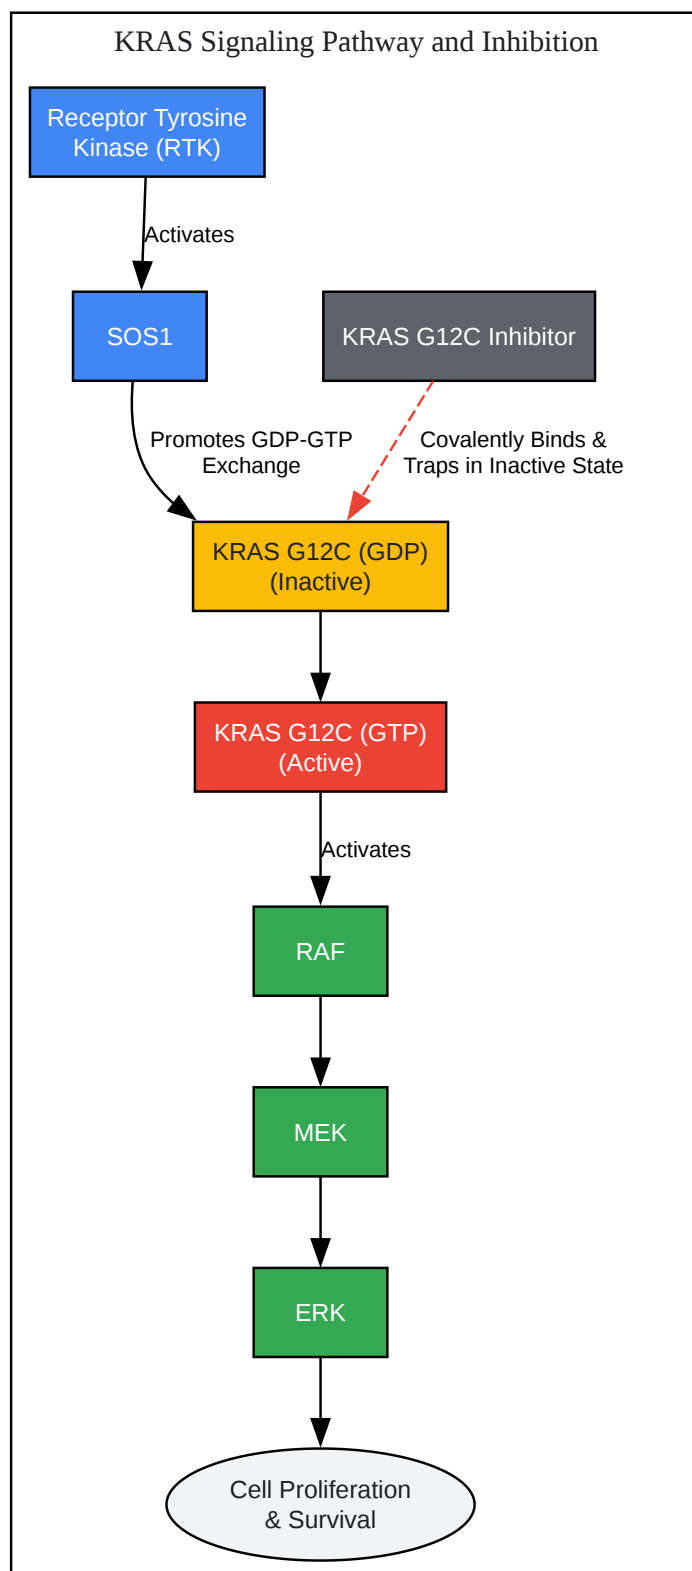 KRAS Signaling Pathway and Inhibition
Receptor Tyrosine
Kinase (RTK)
Activates
SOS1
KRAS G12C Inhibitor
Promotes GDP-GTP
Exchange
Covalently Binds &
Traps in Inactive State
KRAS G12C (GDP)
(Inactive)
KRAS G12C (GTP)
(Active)
Activates
RAF
MEK
ERK
Cell Proliferation
& Survival